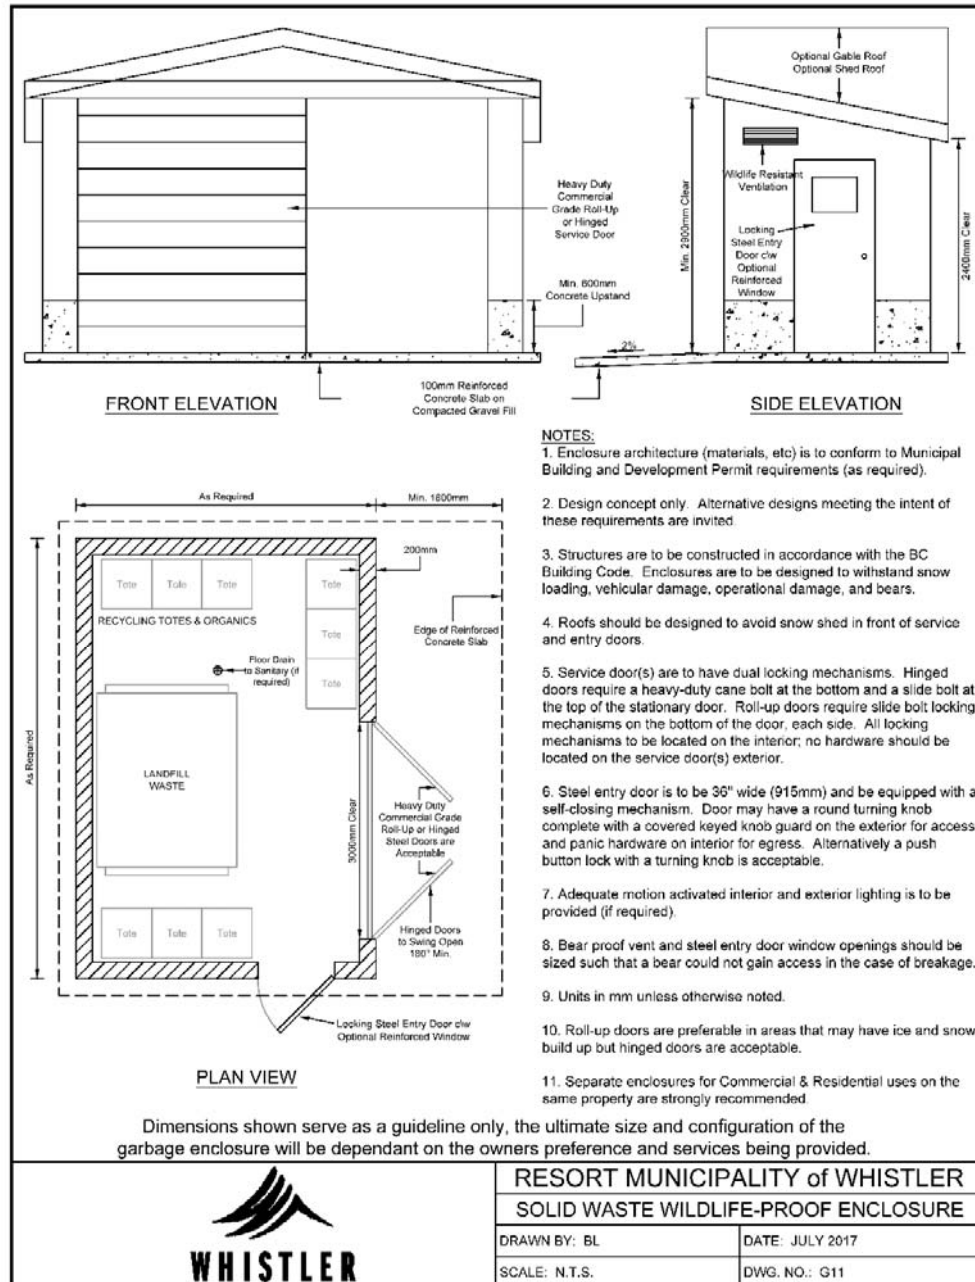 Optional Gable Roof
Optional Shed Roof
Wildlife Resistant
Ventilation
Heavy Duty
Commercial
Grade Roll-Up
or Hinged
Service Door
Min. 2900mm Clear
Locking
Steel Entry
Door c/w
Optional
Reinforced
Window
2400mm Clear
Min. 600mm
Concrete Upstand
2%
100mm Reinforced
Concrete Slab on
Compacted Gravel Fill
FRONT ELEVATION
SIDE ELEVATION
As Required
Min. 1800mm
200mm
Tote
Tote
Tote
Tote
RECYCLING TOTES & ORGANICS
Tote
Edge of Reinforced
Concrete Slab
Floor Drain
to Sanitary (if
required)
Tote
As Required
LANDFILL
WASTE
3000mm Clear
Heavy Duty
Commercial Grade
Roll-Up or Hinged
Steel Doors are
Acceptable
Tote
Tote
Tote
Hinged Doors
to Swing Open
180° Min.
Locking Steel Entry Door c/w
Optional Reinforced Window
PLAN VIEW
NOTES:
1. Enclosure architecture (materials, etc) is to conform to Municipal
Building and Development Permit requirements (as required).
2. Design concept only. Alternative designs meeting the intent of
these requirements are invited.
3. Structures are to be constructed in accordance with the BC
Building Code. Enclosures are to be designed to withstand snow
loading, vehicular damage, operational damage, and bears.
4. Roofs should be designed to avoid snow shed in front of service
and entry doors.
5. Service door(s) are to have dual locking mechanisms. Hinged
doors require a heavy-duty cane bolt at the bottom and a slide bolt at
the top of the stationary door. Roll-up doors require slide bolt locking
mechanisms on the bottom of the door, each side. All locking
mechanisms to be located on the interior; no hardware should be
located on the service door(s) exterior.
6. Steel entry door is to be 36" wide (915mm) and be equipped with a
self-closing mechanism. Door may have a round turning knob
complete with a covered keyed knob guard on the exterior for access
and panic hardware on interior for egress. Alternatively a push
button lock with a turning knob is acceptable.
7. Adequate motion activated interior and exterior lighting is to be
provided (if required).
8. Bear proof vent and steel entry door window openings should be
sized such that a bear could not gain access in the case of breakage.
9. Units in mm unless otherwise noted.
10. Roll-up doors are preferable in areas that may have ice and snow
build up but hinged doors are acceptable.
11. Separate enclosures for Commercial & Residential uses on the
same property are strongly recommended.
Dimensions shown serve as a guideline only, the ultimate size and configuration of the
garbage enclosure will be dependant on the owners preference and services being provided.
WHISTLER
RESORT MUNICIPALITY of WHISTLER
SOLID WASTE WILDLIFE-PROOF ENCLOSURE
DRAWN BY: BL
DATE: JULY 2017
SCALE: N.T.S.
DWG. NO.: G11